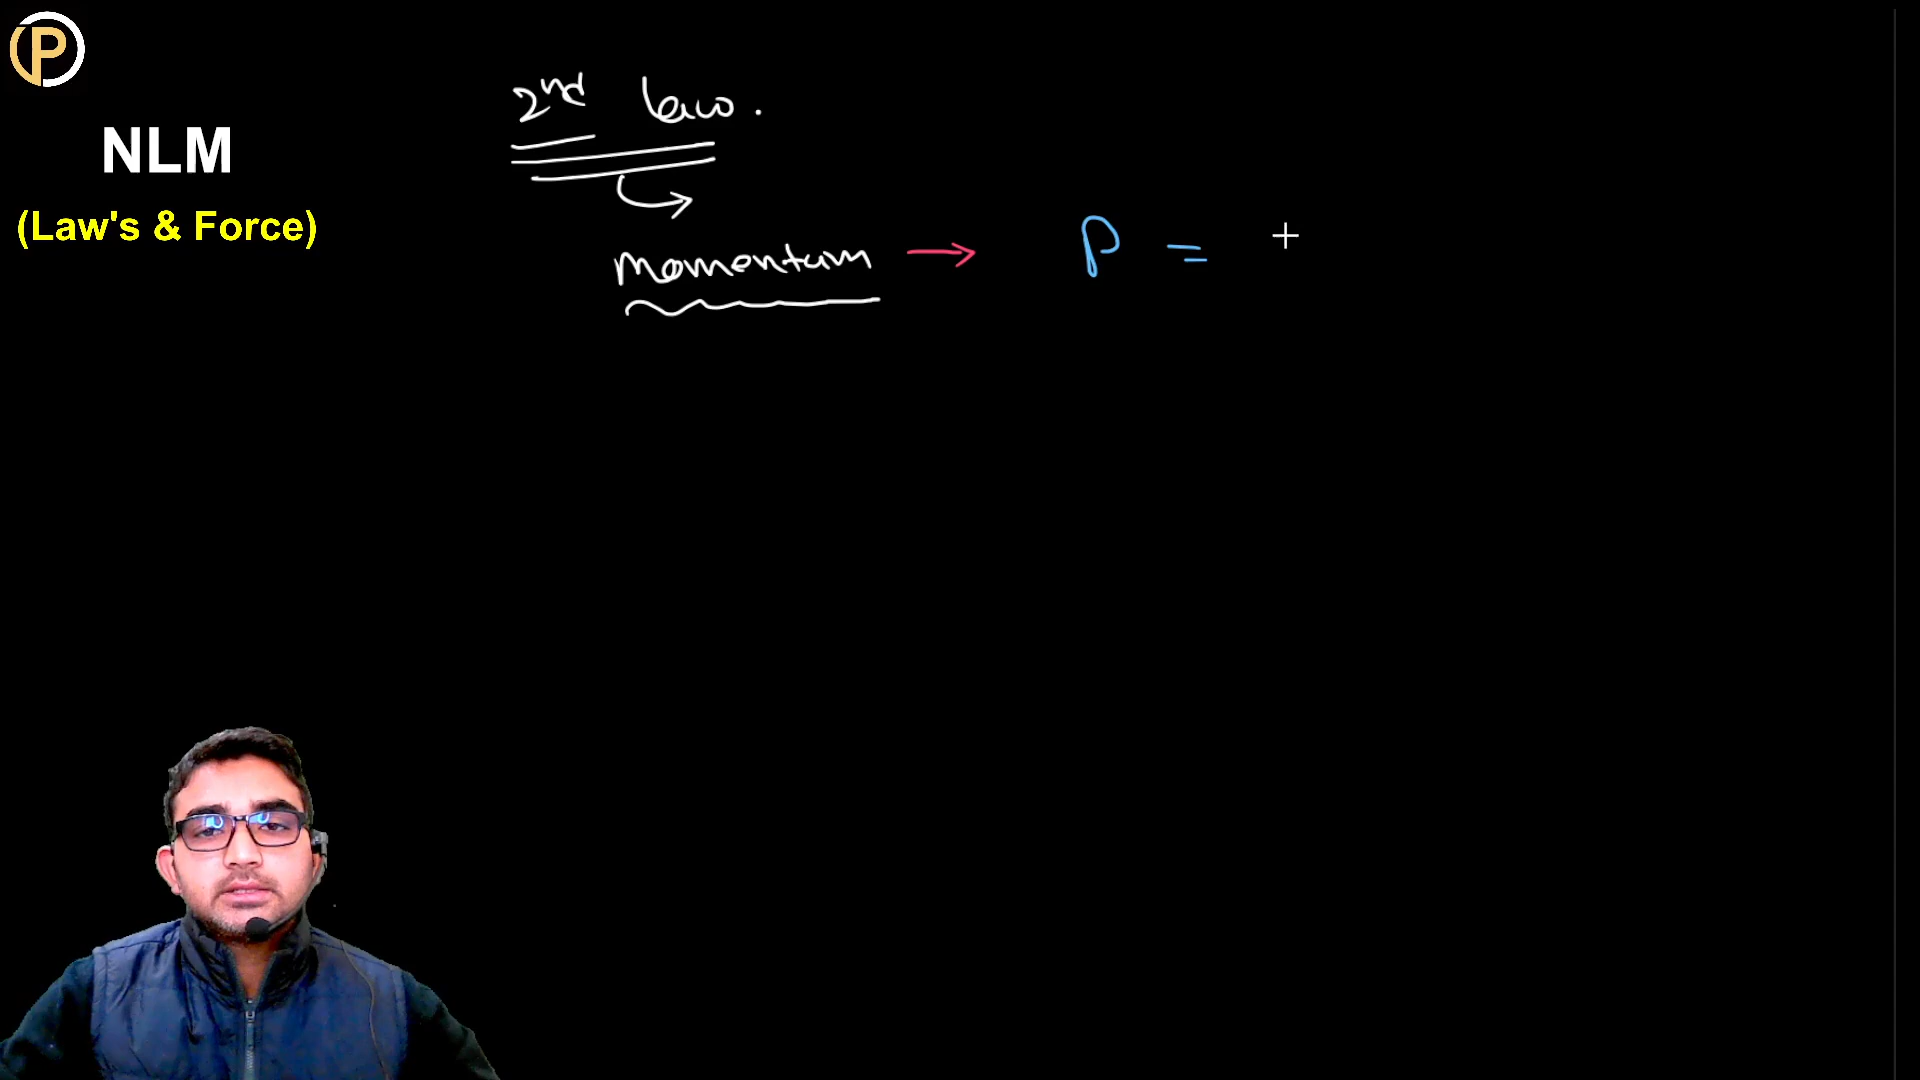 P
NLM
(Law's & Force)
2nd law.
momentum → P =